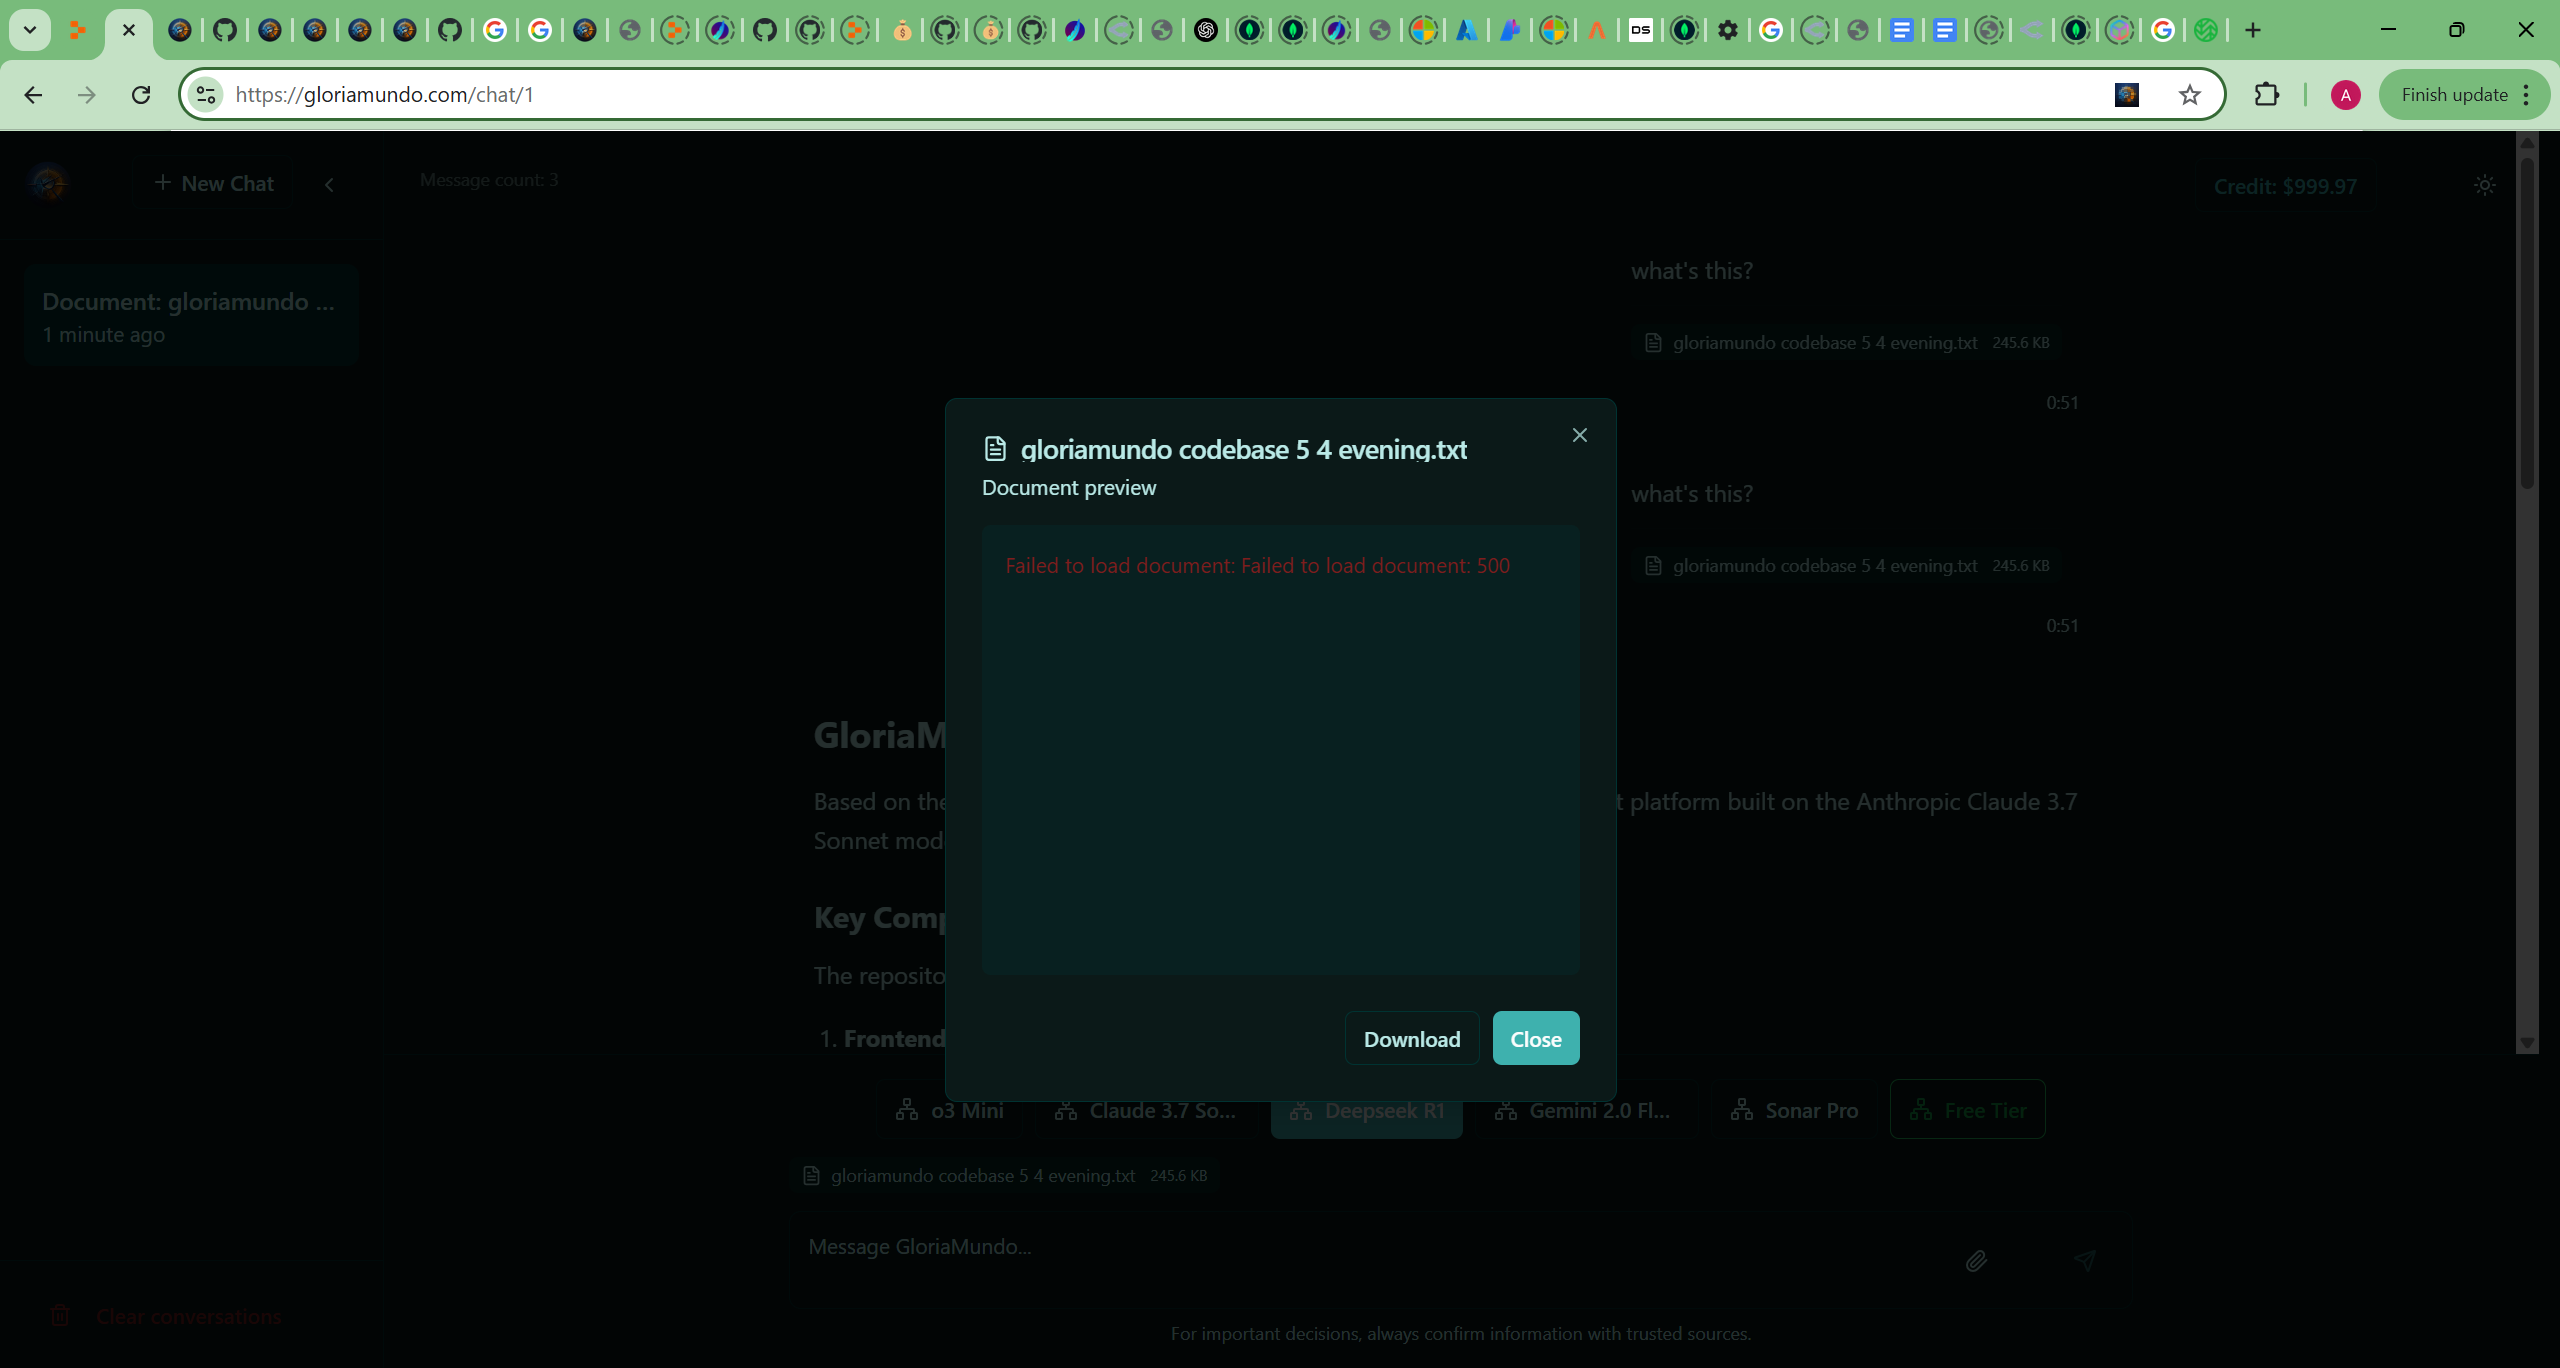 https://gloriamundo.com/chat/1
Finish update
A
DS
New Chat
Message count: 3
Credit: $999.97
what's this?
Document: gloriamundo ...
1 minute ago
gloriamundo codebase 5 4 evening.txt 245.6 KB
0:51
gloriamundo codebase 5 4 evening.txt
Document preview
what's this?
Failed to load document: Failed to load document: 500
gloriamundo codebase 5 4 evening.txt 245.6 KB
0:51
GloriaM
Based on the
t platform built on the Anthropic Claude 3.7
Sonnet mod
Key Comp
The reposito
1. Frontend
Download
Close
o3 Mini
Claude 3.7 So...
Deepseek R1
Gemini 2.0 Fl...
Sonar Pro
Free Tier
gloriamundo codebase 5 4 evening.txt 245.6 KB
Message GloriaMundo...
Clear conversations
For important decisions, always confirm information with trusted sources.